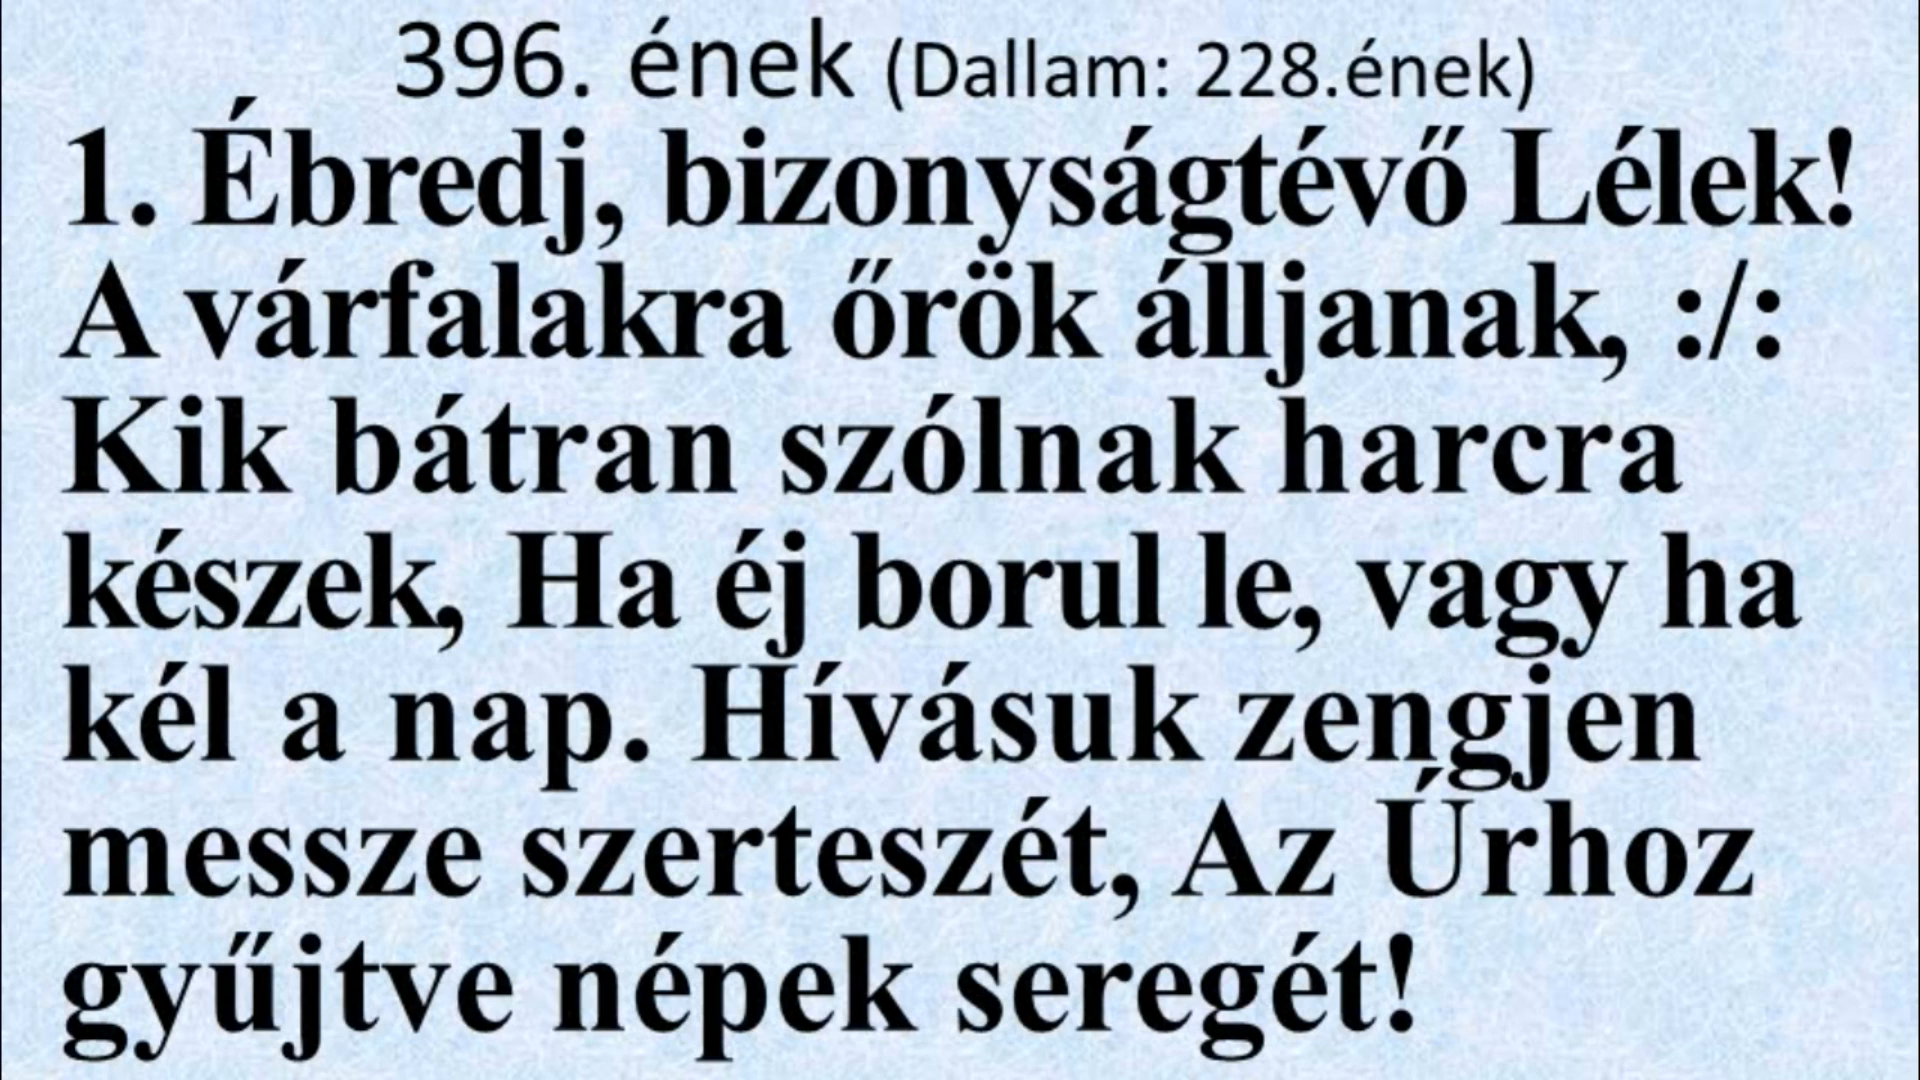 396. ének (Dallam: 228.ének)
1. Ébredj, bizonyságtévő Lélek!
A várfalakra őrök álljanak, :/:
Kik bátran szólnak harcra
készek, Ha éj borul le, vagy ha
kél a nap. Hívásuk zengjen
messze szerteszét, Az Úrhoz
gyűjtve népek seregét!